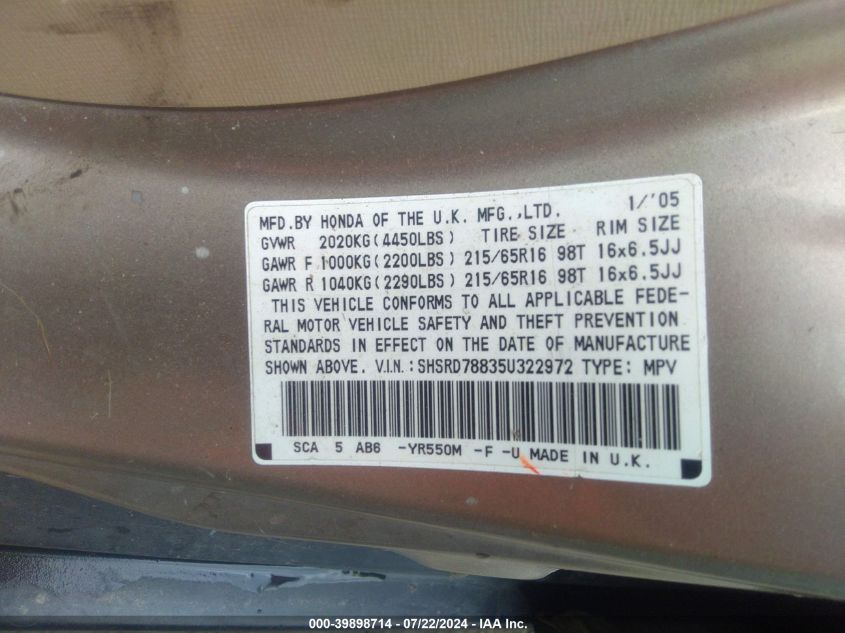 MFD.BY HONDA OF THE U.K. MFG.,LTD. 1/'05
GVWR 2020KG(4450LBS) TIRE SIZE RIM SIZE
GAWR F 1000KG(2200LBS) 215/65R16 98T 16x6.5JJ
GAWR R 1040KG(2290LBS) 215/65R16 98T 16x6.5JJ
THIS VEHICLE CONFORMS TO ALL APPLICABLE FEDE-
RAL MOTOR VEHICLE SAFETY AND THEFT PREVENTION
STANDARDS IN EFFECT ON THE DATE OF MANUFACTURE
SHOWN ABOVE. V.I.N.:SHSRD78835U322972 TYPE: MPV
SCA 5 AB6 -YR550M -F -U MADE IN U.K.
000-39898714 - 07/22/2024 - IAA Inc.